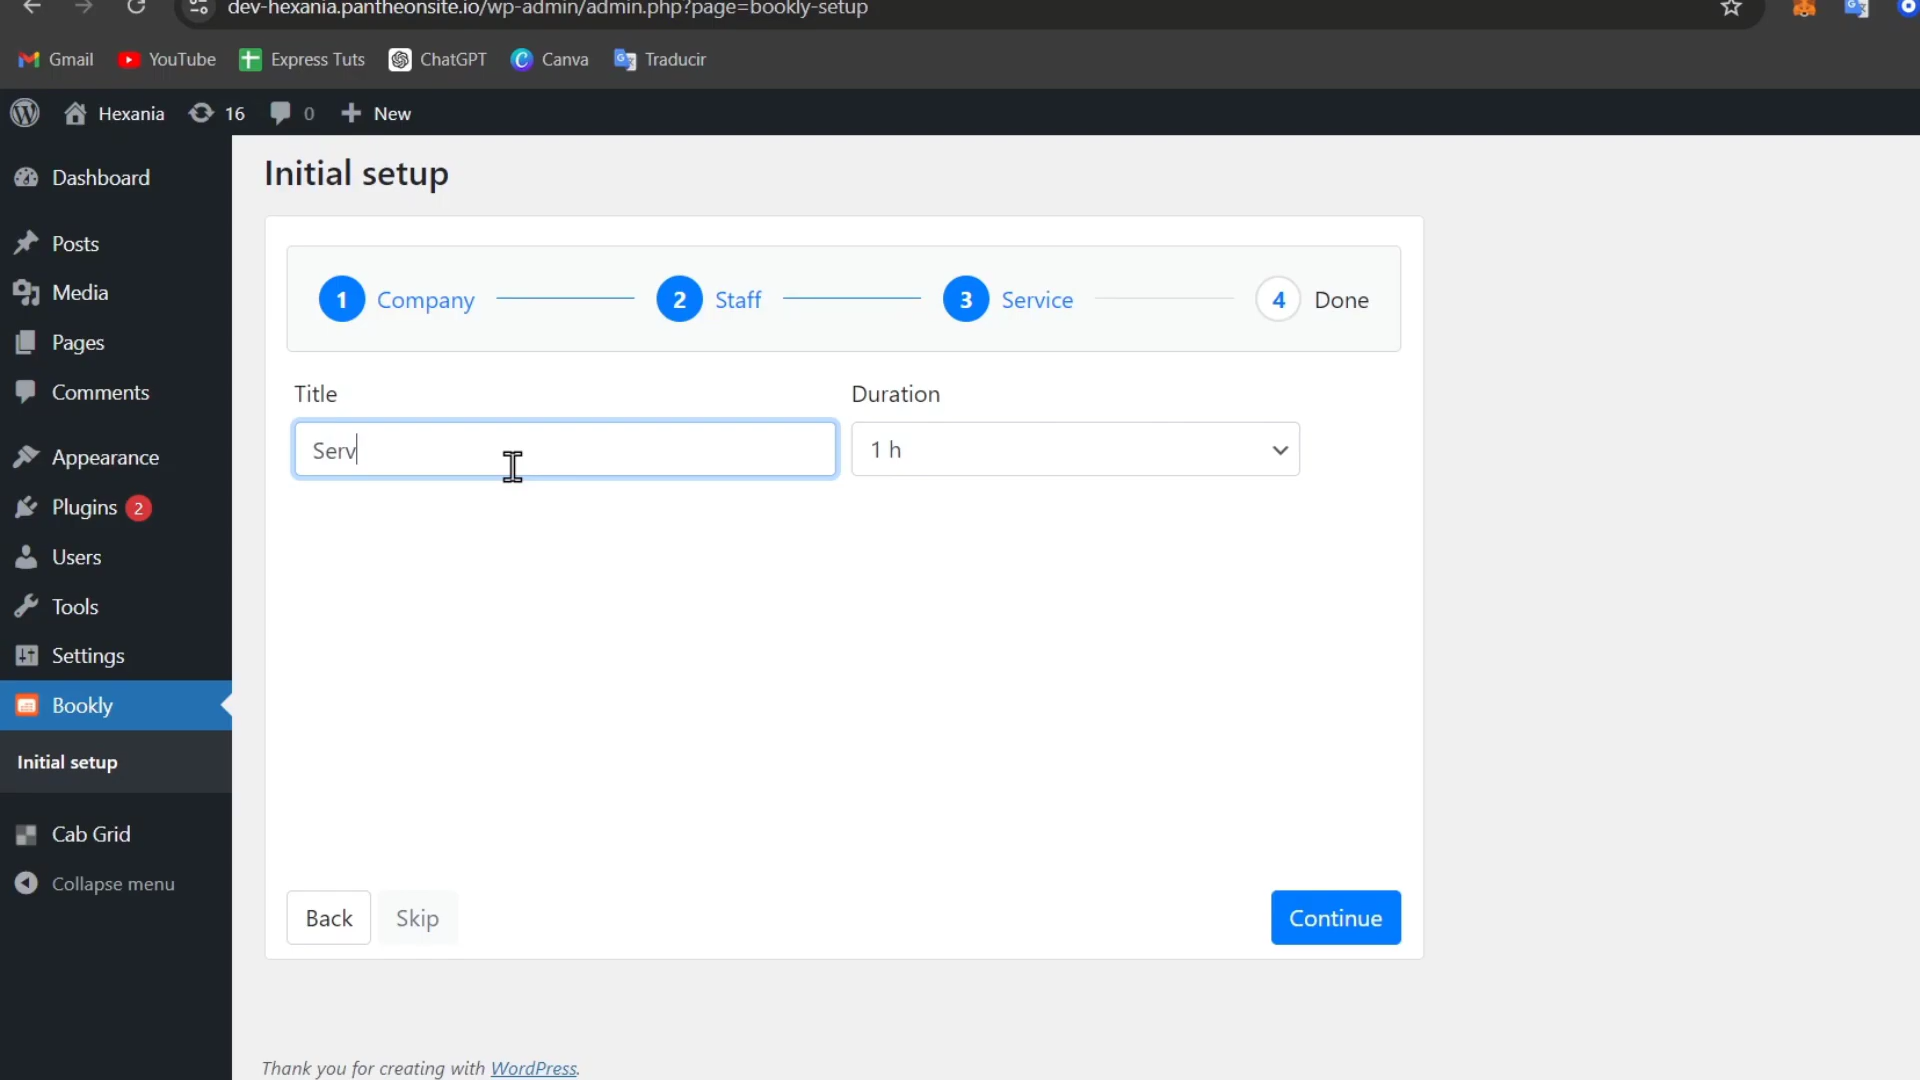 dev-hexania.pantheonsite.io/wp-admin/admin.php?page=bookly-setup
Gmail YouTube Express Tuts ChatGPT Canva Traducir
Hexania 16 0 New
Dashboard
Posts
Media
Pages
Comments
Appearance
Plugins 2
Users
Tools
Settings
Bookly
Initial setup
Cab Grid
Collapse menu
Initial setup
1 Company 2 Staff 3 Service 4 Done
Title Duration
Serv 1 h
Back Skip Continue
Thank you for creating with WordPress.